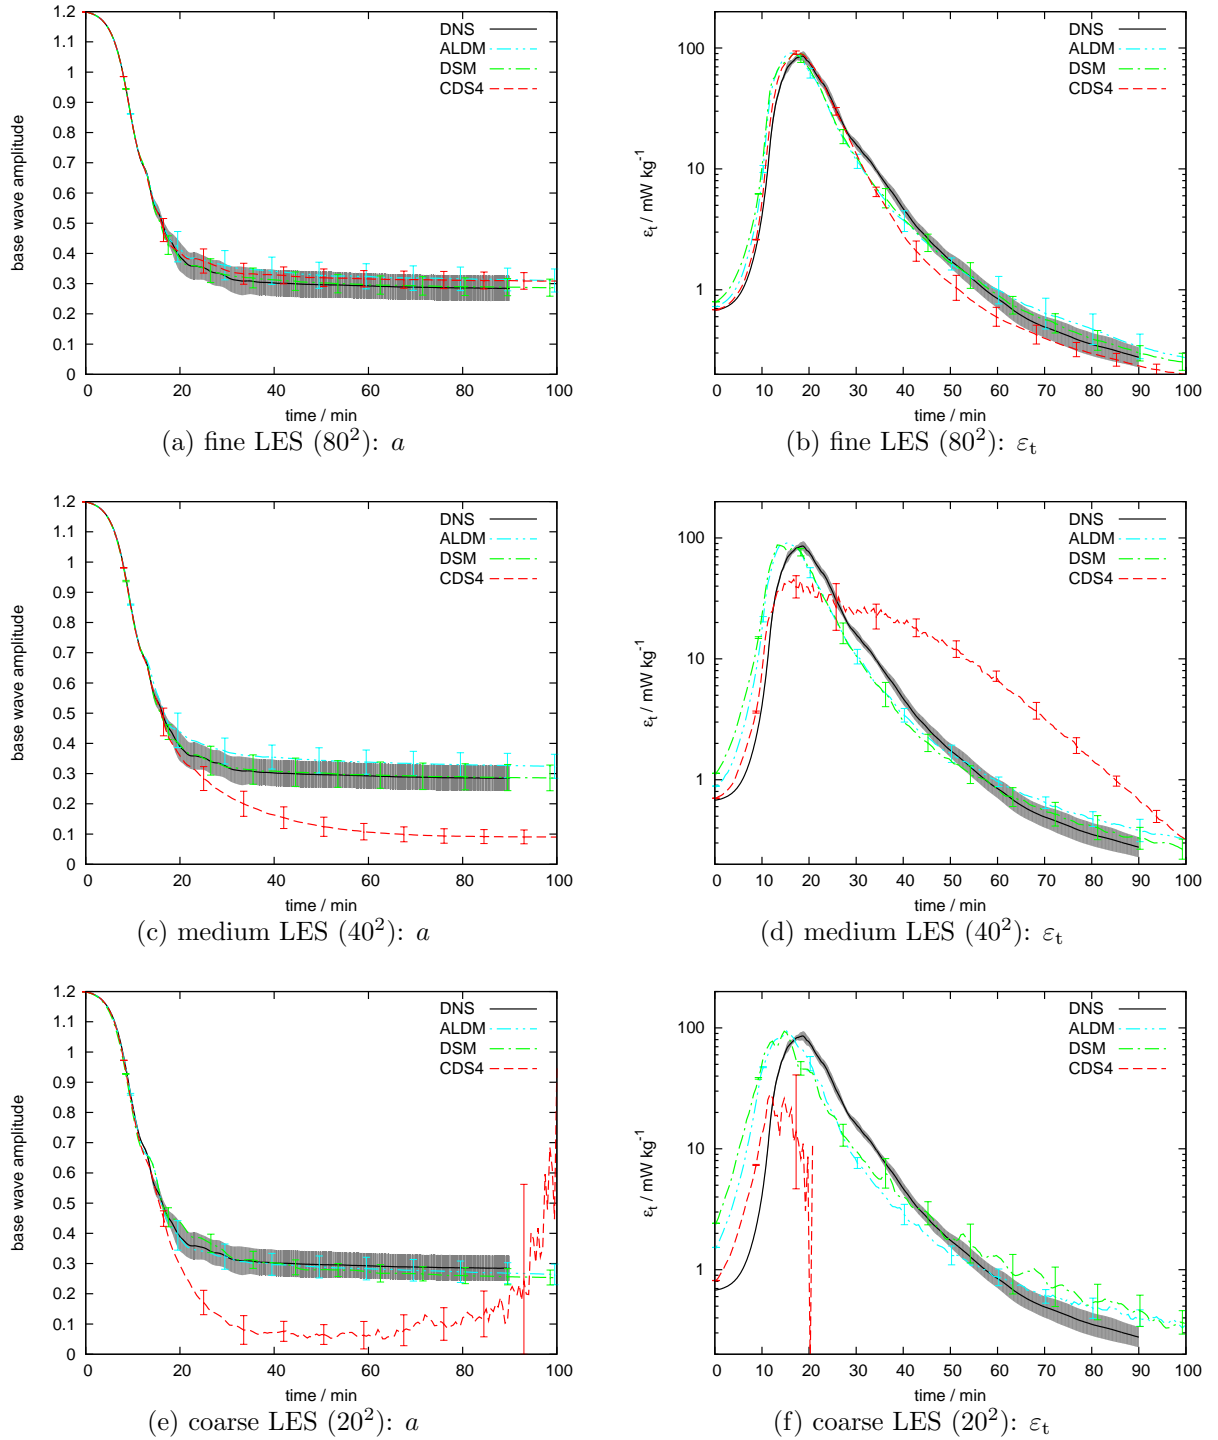 1.2
1
0.9
0.8
0.7
0.6
0.5
0.4
0.3
0.2
0.1
0
base wave amplitude
DNS
ALDM
DSM
CDS4
0 20 40 60 80 100
time / min
(a) fine LES (80²): a
100
10
1
εt / mW kg-1
DNS
ALDM
DSM
CDS4
0 10 20 30 40 50 60 70 80 90 100
time / min
(b) fine LES (80²): εt
1.2
1
0.9
0.8
0.7
0.6
0.5
0.4
0.3
0.2
0.1
0
base wave amplitude
DNS
ALDM
DSM
CDS4
0 20 40 60 80 100
time / min
(c) medium LES (40²): a
100
10
1
εt / mW kg-1
DNS
ALDM
DSM
CDS4
0 10 20 30 40 50 60 70 80 90 100
time / min
(d) medium LES (40²): εt
1.2
1
0.9
0.8
0.7
0.6
0.5
0.4
0.3
0.2
0.1
0
base wave amplitude
DNS
ALDM
DSM
CDS4
0 20 40 60 80 100
time / min
(e) coarse LES (20²): a
100
10
1
εt / mW kg-1
DNS
ALDM
DSM
CDS4
0 10 20 30 40 50 60 70 80 90 100
time / min
(f) coarse LES (20²): εt